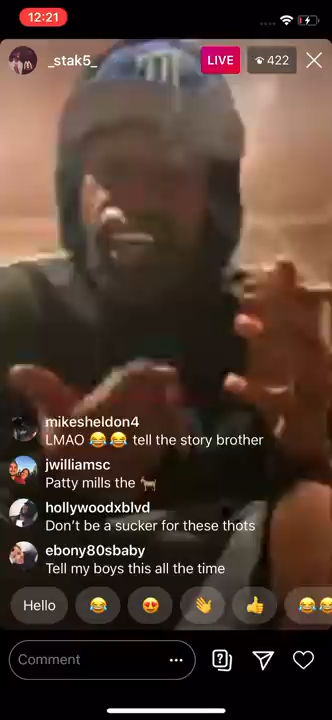 12:21
_stak5_
LIVE
422
mikesheldon4
LMAO 😂😂 tell the story brother
jwilliamsc
Patty mills the 🐐
hollywoodxblvd
Don't be a sucker for these thots
ebony80sbaby
Tell my boys this all the time
Hello
Comment